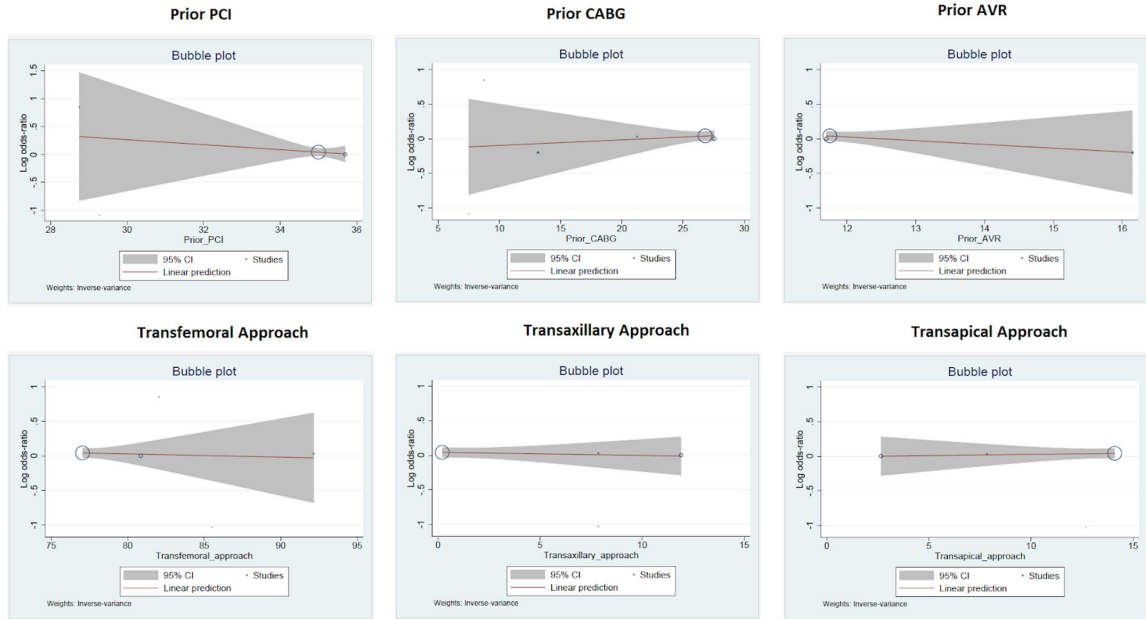 Prior PCI
Bubble plot
Log odds-ratio
1.5
1
.5
0
-.5
-1
28 30 32 34 36
Prior_PCI
95% CI • Studies
Linear prediction
Weights: Inverse-variance
Prior CABG
Bubble plot
Log odds-ratio
1
.5
0
-.5
-1
5 10 15 20 25 30
Prior_CABG
95% CI • Studies
Linear prediction
Weights: Inverse-variance
Prior AVR
Bubble plot
Log odds-ratio
1
.5
0
-.5
-1
12 13 14 15 16
Prior_AVR
95% CI • Studies
Linear prediction
Weights: Inverse-variance
Transfemoral Approach
Bubble plot
Log odds-ratio
1
.5
0
-.5
-1
75 80 85 90 95
Transfemoral_approach
95% CI • Studies
Linear prediction
Weights: Inverse-variance
Transaxillary Approach
Bubble plot
Log odds-ratio
1
.5
0
-.5
-1
0 5 10 15
Transaxillary_approach
95% CI • Studies
Linear prediction
Weights: Inverse-variance
Transapical Approach
Bubble plot
Log odds-ratio
1
.5
0
-.5
-1
0 5 10 15
Transapical_approach
95% CI • Studies
Linear prediction
Weights: Inverse-variance